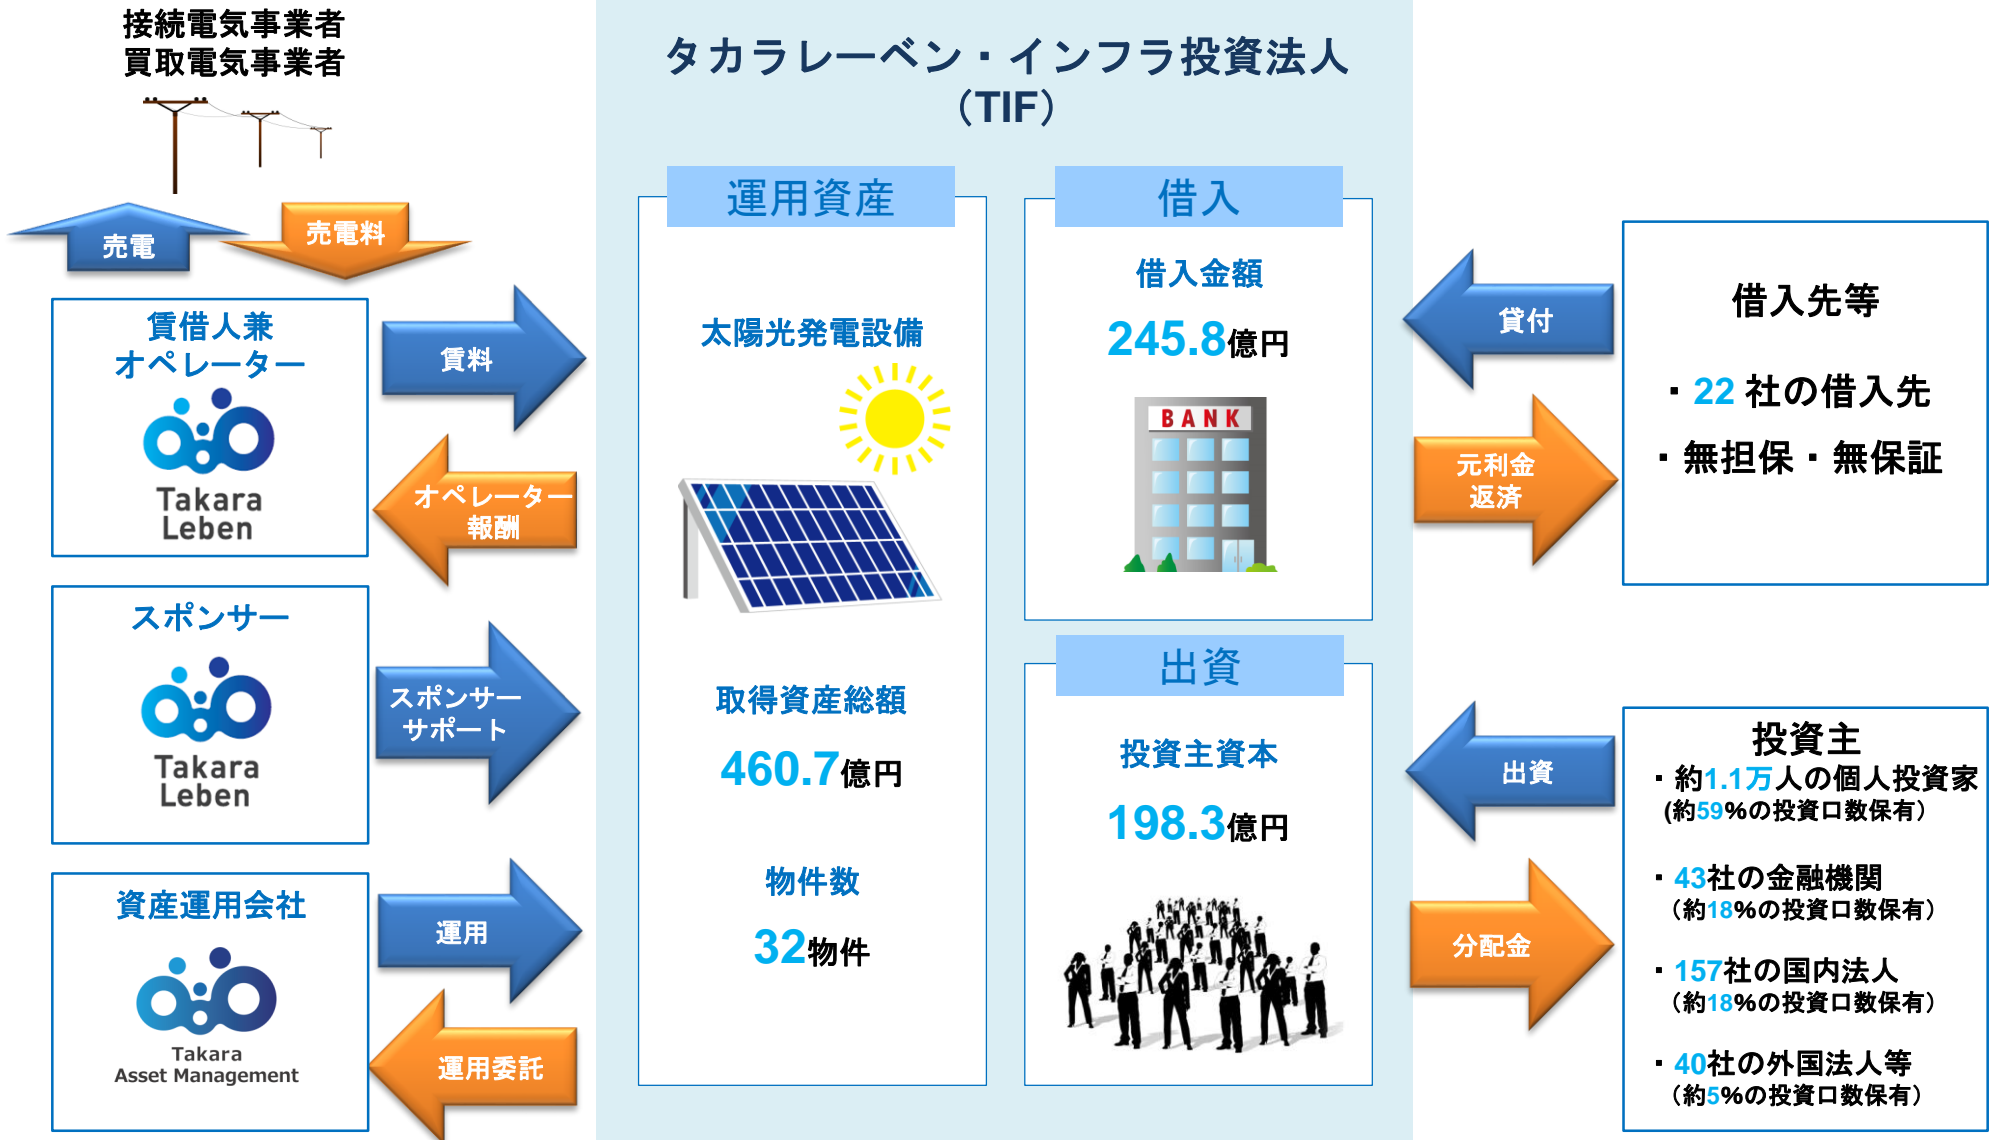 接続電気事業者
買取電気事業者
売電
売電料
賃借人兼
オペレーター
Takara
Leben
賃料
オペレーター
報酬
スポンサー
Takara
Leben
スポンサー
サポート
資産運用会社
Takara
Asset Management
運用
運用委託
タカラレーベン・インフラ投資法人
（TIF）
運用資産
太陽光発電設備
取得資産総額
460.7億円
物件数
32物件
借入
借入金額
245.8億円
BANK
出資
投資主資本
198.3億円
貸付
元利金
返済
借入先等
・22 社の借入先
・無担保・無保証
出資
分配金
投資主
・約1.1万人の個人投資家
(約59%の投資口数保有）
・43社の金融機関
（約18%の投資口数保有）
・157社の国内法人
（約18%の投資口数保有）
・40社の外国法人等
（約5%の投資口数保有）